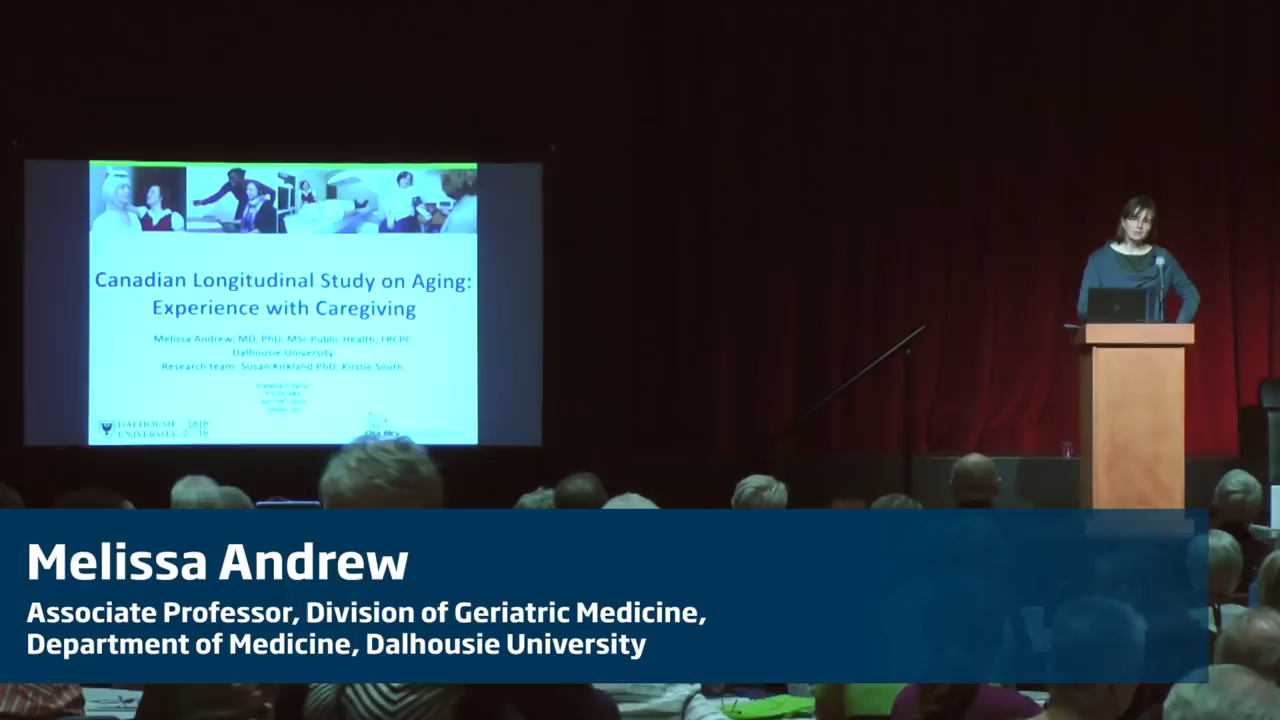 Canadian Longitudinal Study on Aging:
Experience with Caregiving
Melissa Andrew, MD, PhD, MSc Public Health, FRCPC
Dalhousie University
Research team: Susan Kirkland PhD, Kirstie Smith
DALHOUSIE
UNIVERSITY
Melissa Andrew
Associate Professor, Division of Geriatric Medicine,
Department of Medicine, Dalhousie University